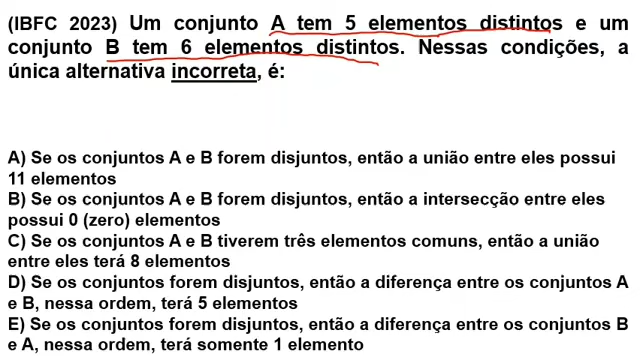 (IBFC 2023) Um conjunto A tem 5 elementos distintos e um
conjunto B tem 6 elementos distintos. Nessas condições, a
única alternativa incorreta, é:
A) Se os conjuntos A e B forem disjuntos, então a união entre eles possui
11 elementos
B) Se os conjuntos A e B forem disjuntos, então a intersecção entre eles
possui 0 (zero) elementos
C) Se os conjuntos A e B tiverem três elementos comuns, então a união
entre eles terá 8 elementos
D) Se os conjuntos forem disjuntos, então a diferença entre os conjuntos A
e B, nessa ordem, terá 5 elementos
E) Se os conjuntos forem disjuntos, então a diferença entre os conjuntos B
e A, nessa ordem, terá somente 1 elemento